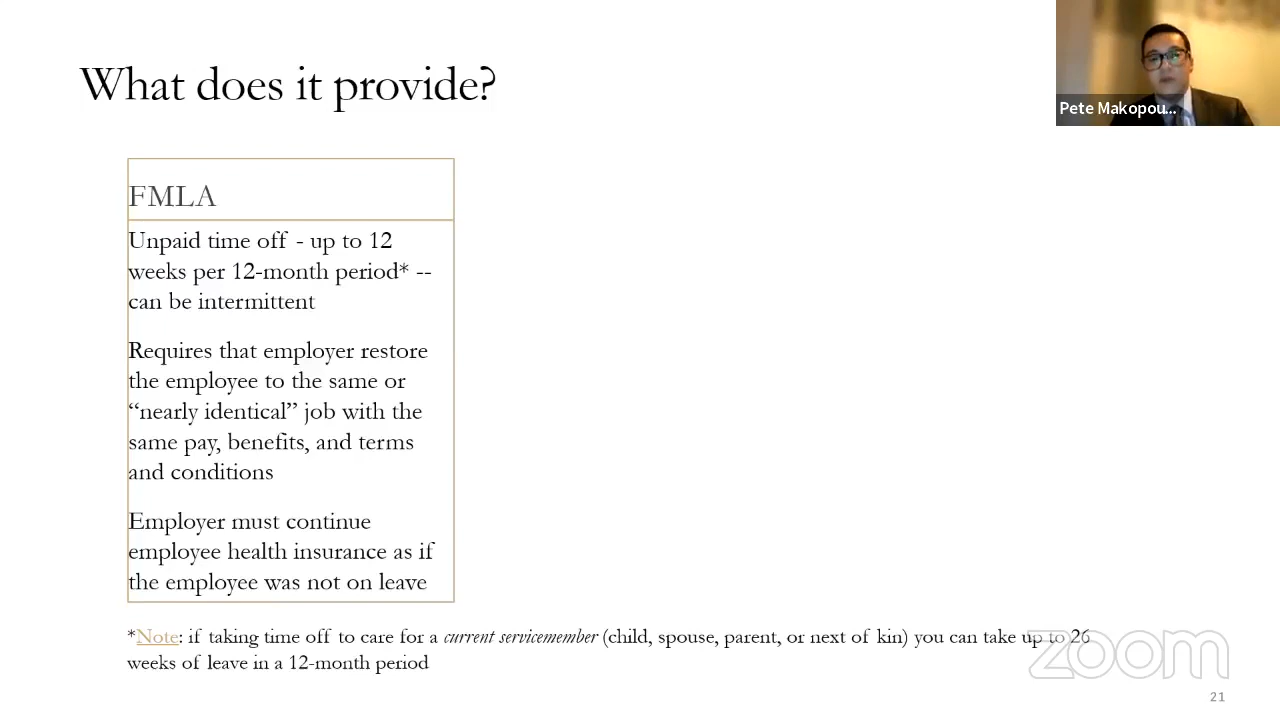 What does it provide?
Pete Makopou...
FMLA
Unpaid time off - up to 12
weeks per 12-month period* --
can be intermittent
Requires that employer restore
the employee to the same or
“nearly identical” job with the
same pay, benefits, and terms
and conditions
Employer must continue
employee health insurance as if
the employee was not on leave
*Note: if taking time off to care for a current servicemember (child, spouse, parent, or next of kin) you can take up to 26
weeks of leave in a 12-month period
zoom
21